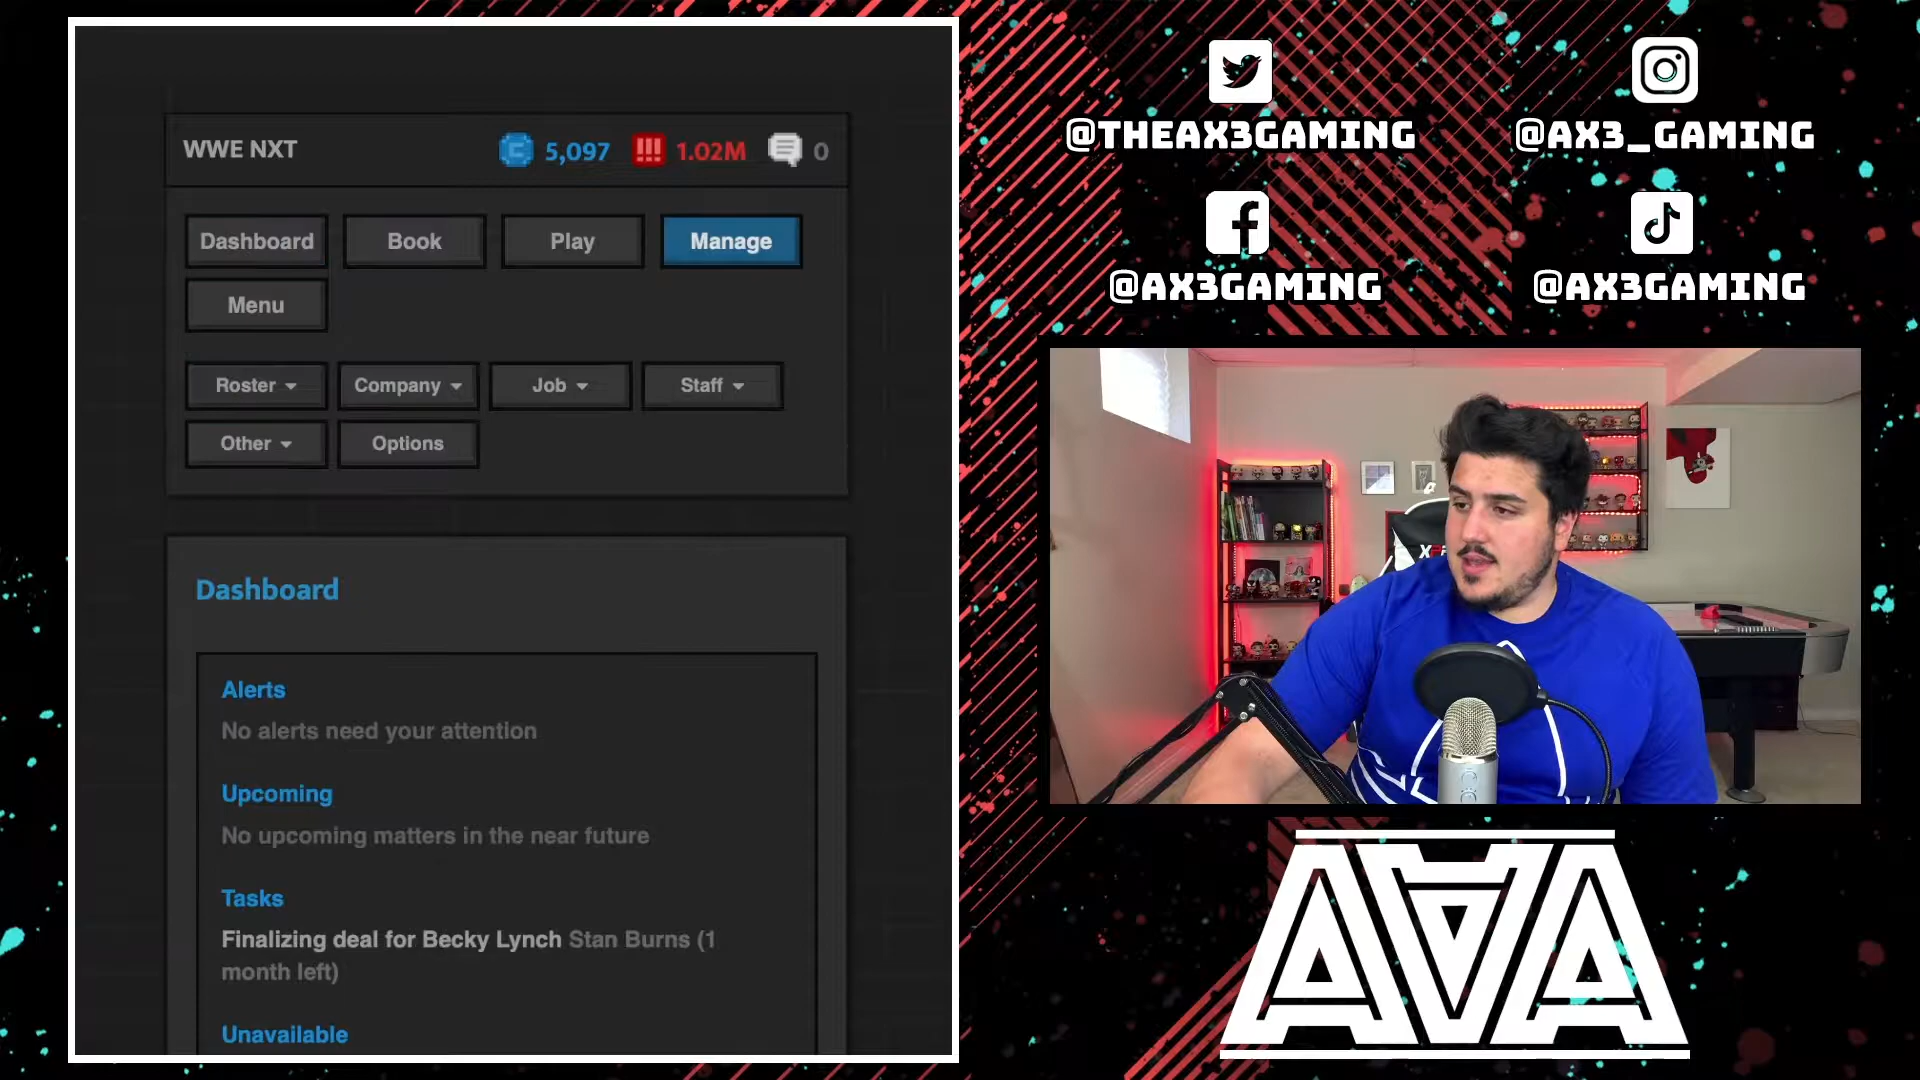 WWE NXT
5,097
1.02M
0
Dashboard
Book
Play
Manage
Menu
Roster
Company
Job
Staff
Other
Options
Dashboard
Alerts
No alerts need your attention
Upcoming
No upcoming matters in the near future
Tasks
Finalizing deal for Becky Lynch Stan Burns (1
month left)
Unavailable
@THEAX3GAMING
@AX3_GAMING
@AX3GAMING
@AX3GAMING